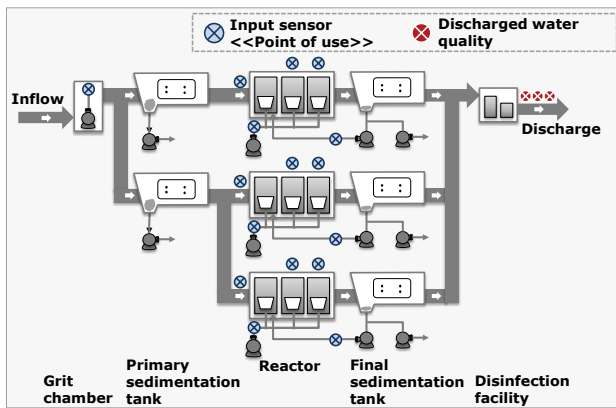 Input sensor
<<Point of use>>
Discharged water
quality
Inflow
Discharge
Grit
chamber
Primary
sedimentation
tank
Reactor
Final
sedimentation
tank
Disinfection
facility